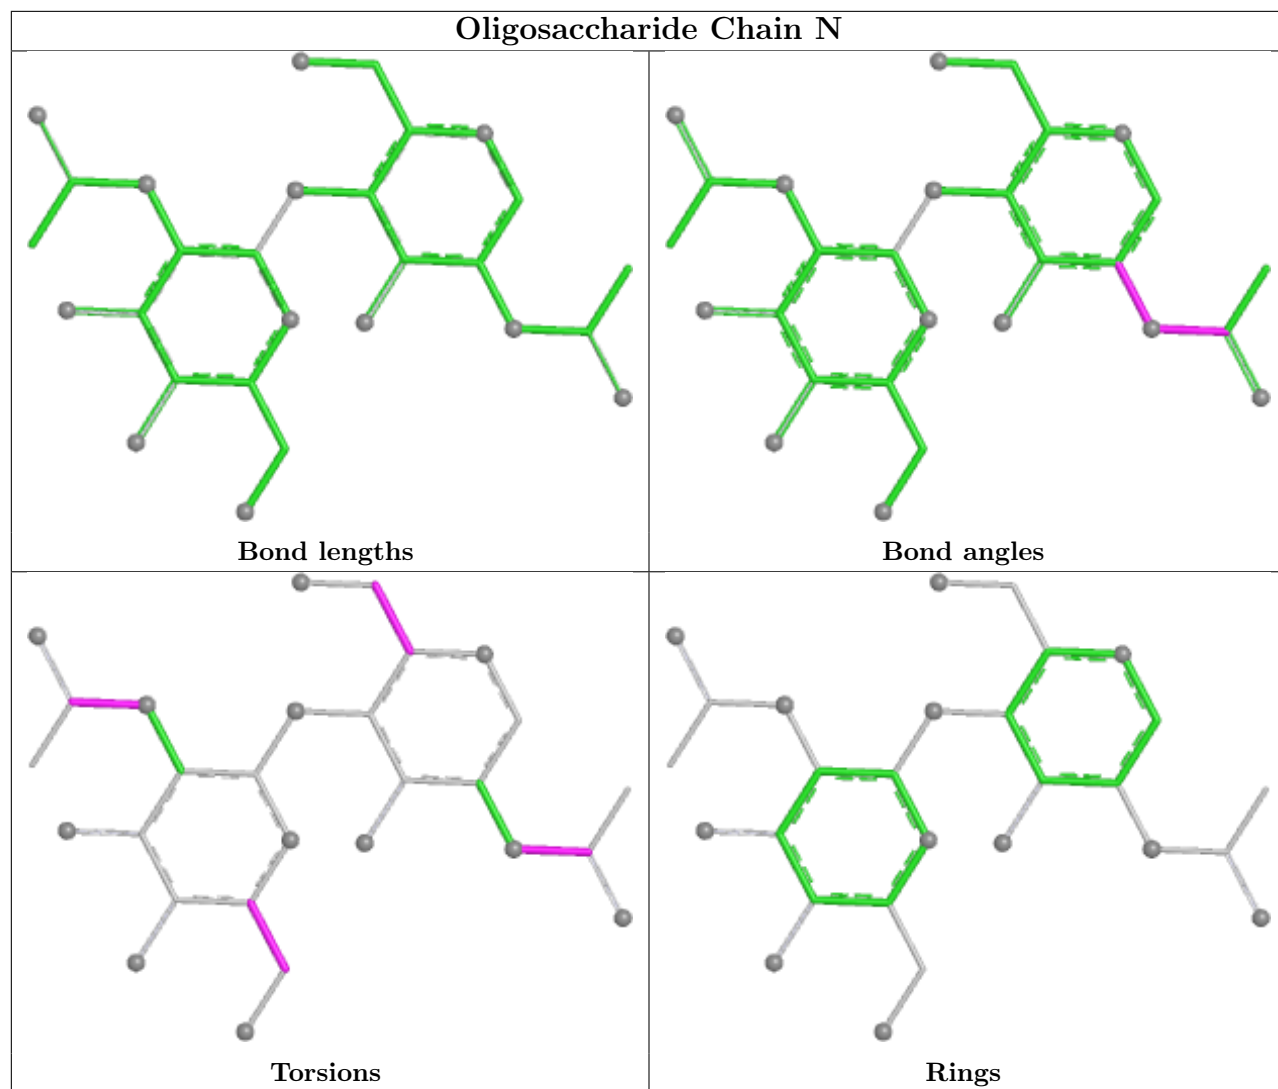 Oligosaccharide Chain N
Bond lengths
Bond angles
Torsions
Rings